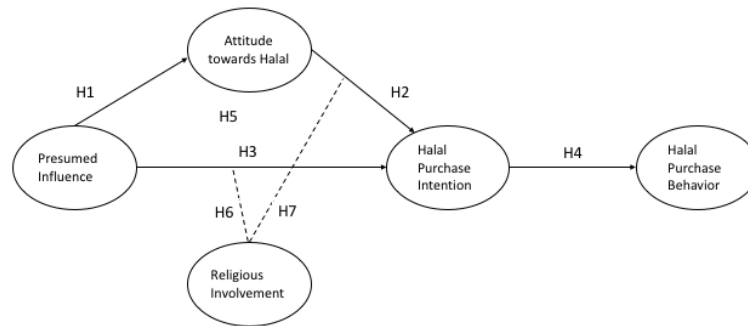 Attitude
towards Halal
H1
H2
H5
Presumed
Influence
H3
Halal
Purchase
Intention
H4
Halal
Purchase
Behavior
H6
H7
Religious
Involvement